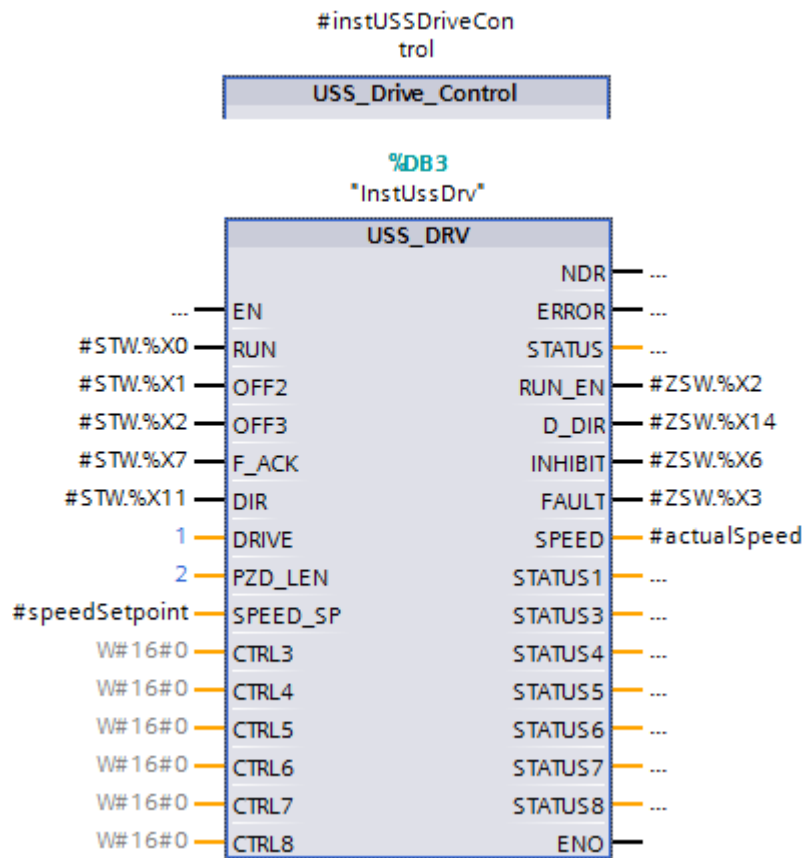 #instUSSDriveCon
trol
USS_Drive_Control
%DB3
"InstUssDrv"
USS_DRV
NDR ...
... EN ERROR ...
#STW.%X0 RUN STATUS ...
#STW.%X1 OFF2 RUN_EN #ZSW.%X2
#STW.%X2 OFF3 D_DIR #ZSW.%X14
#STW.%X7 F_ACK INHIBIT #ZSW.%X6
#STW.%X11 DIR FAULT #ZSW.%X3
1 DRIVE SPEED #actualSpeed
2 PZD_LEN STATUS1 ...
#speedSetpoint SPEED_SP STATUS3 ...
W#16#0 CTRL3 STATUS4 ...
W#16#0 CTRL4 STATUS5 ...
W#16#0 CTRL5 STATUS6 ...
W#16#0 CTRL6 STATUS7 ...
W#16#0 CTRL7 STATUS8 ...
W#16#0 CTRL8 ENO